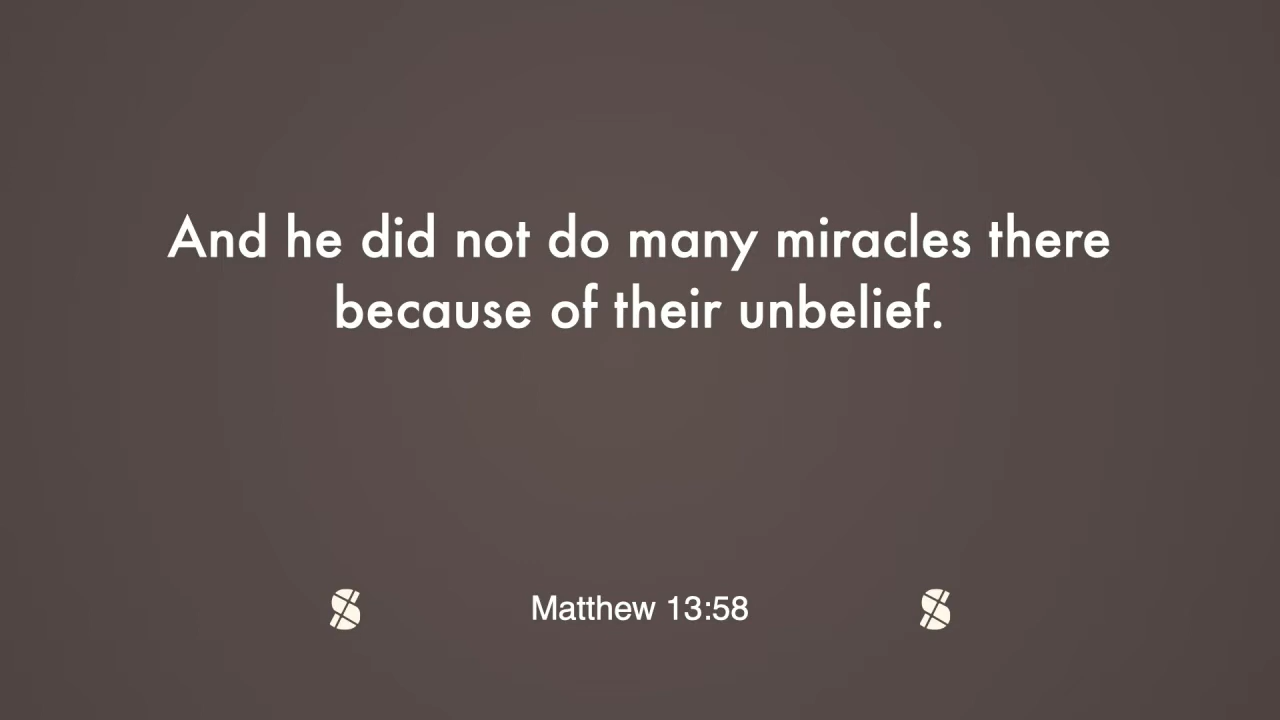 And he did not do many miracles there
because of their unbelief.
Matthew 13:58